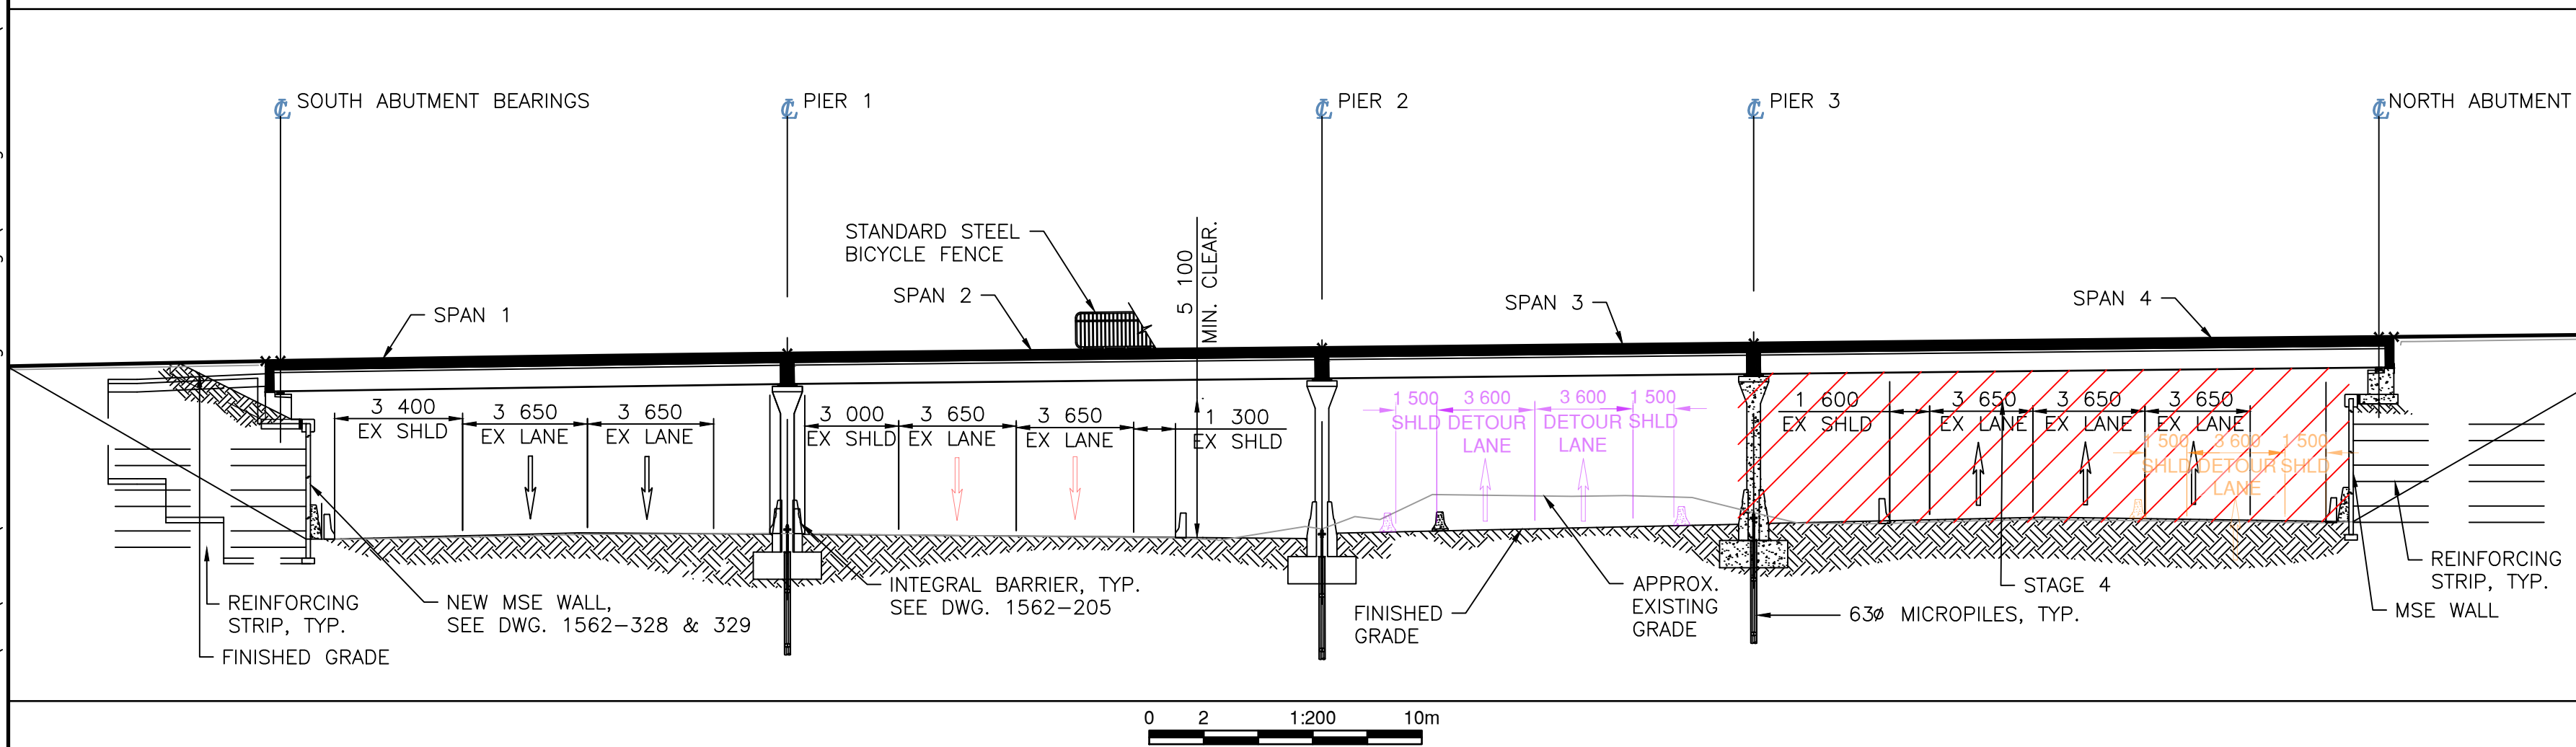 ℄ SOUTH ABUTMENT BEARINGS
℄ PIER 1
℄ PIER 2
℄ PIER 3
℄ NORTH ABUTMENT
STANDARD STEEL
BICYCLE FENCE
5 100
MIN. CLEAR.
SPAN 1
SPAN 2
SPAN 3
SPAN 4
3 400
EX SHLD
3 650
EX LANE
3 650
EX LANE
3 000
EX SHLD
3 650
EX LANE
3 650
EX LANE
1 300
EX SHLD
1 500
SHLD
3 600
DETOUR
LANE
3 600
DETOUR
LANE
1 500
SHLD
1 600
EX SHLD
3 650
EX LANE
3 650
EX LANE
3 650
EX LANE
1 500
SHLD
3 600
DETOUR
LANE
1 500
SHLD
REINFORCING
STRIP, TYP.
FINISHED GRADE
NEW MSE WALL,
SEE DWG. 1562-328 & 329
INTEGRAL BARRIER, TYP.
SEE DWG. 1562-205
FINISHED
GRADE
APPROX.
EXISTING
GRADE
STAGE 4
63ø MICROPILES, TYP.
REINFORCING
STRIP, TYP.
MSE WALL
0 2 1:200 10m